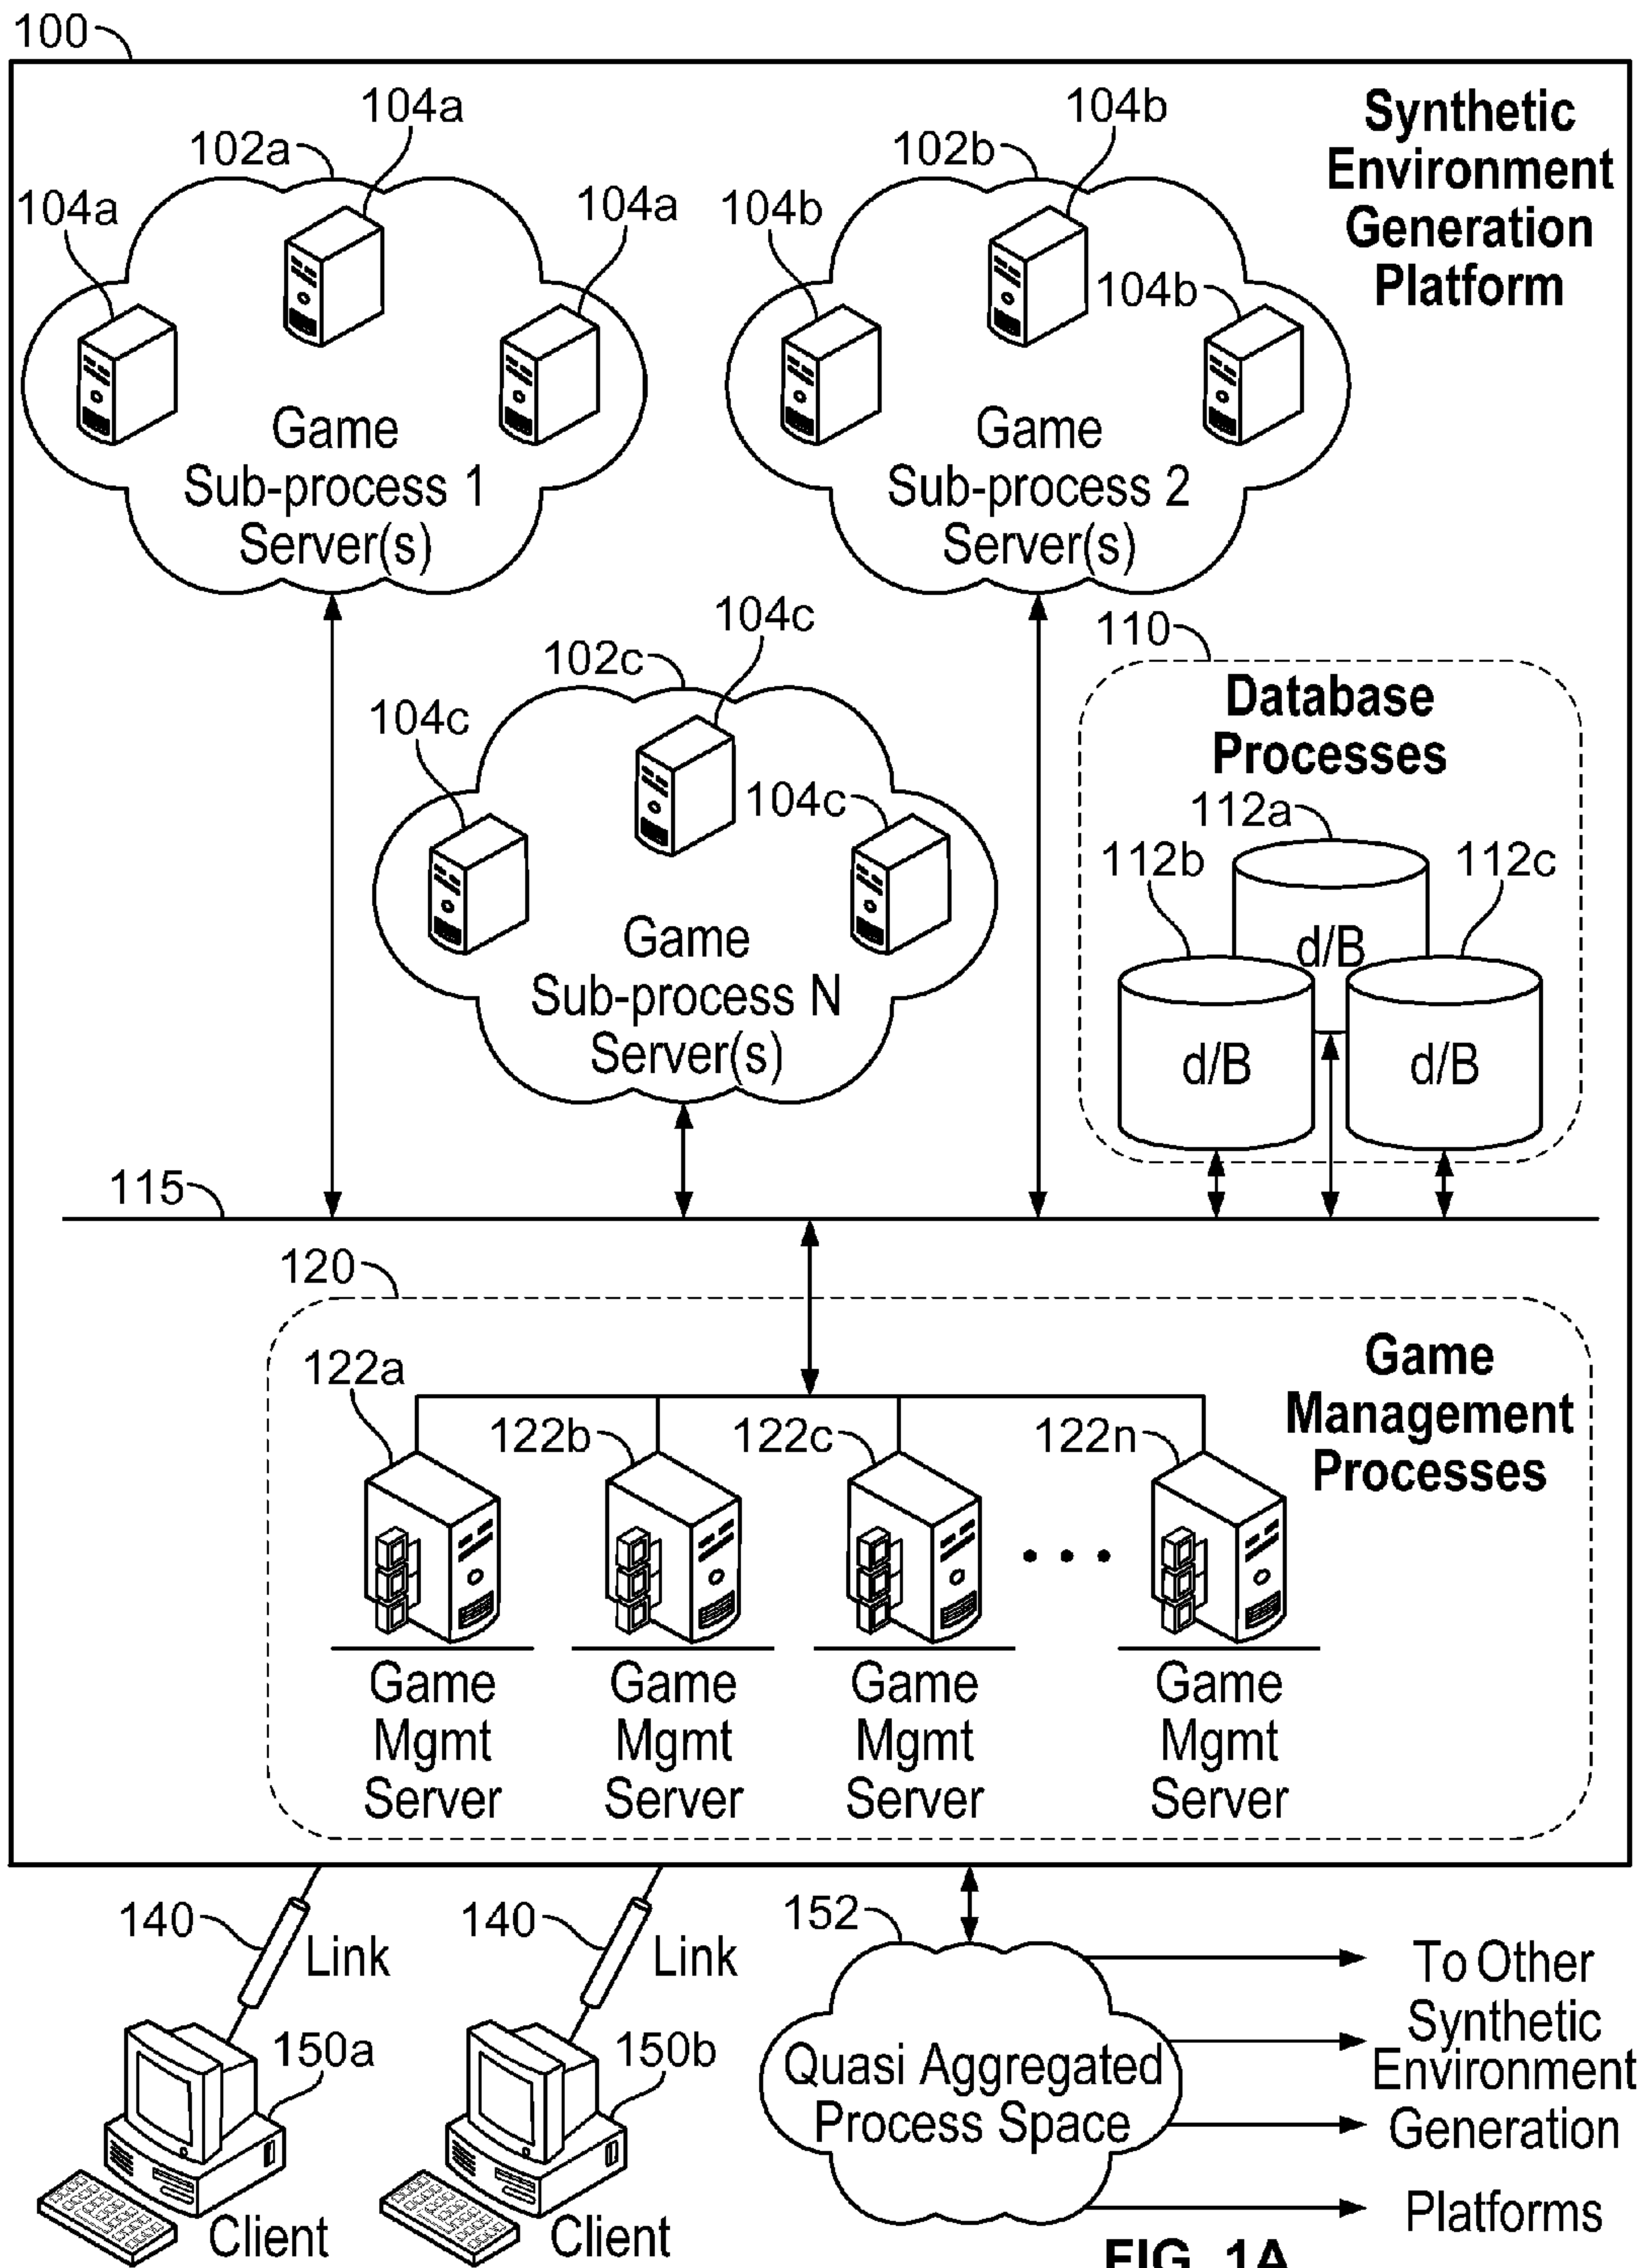 100
104a
104b
Synthetic
Environment
Generation
Platform
102a
102b
104a
104a
104b
104b
Game
Sub-process 1
Server(s)
Game
Sub-process 2
Server(s)
104c
110
102c
Database
Processes
104c
104c
112a
112b
112c
d/B
Game
Sub-process N
Server(s)
d/B
d/B
115
120
Game
Management
Processes
122a
122b
122c
122n
Game
Mgmt
Server
Game
Mgmt
Server
Game
Mgmt
Server
Game
Mgmt
Server
140
Link
140
Link
152
To Other
Synthetic
Environment
Generation
Platforms
150a
150b
Quasi Aggregated
Process Space
Client
Client
FIG. 1A